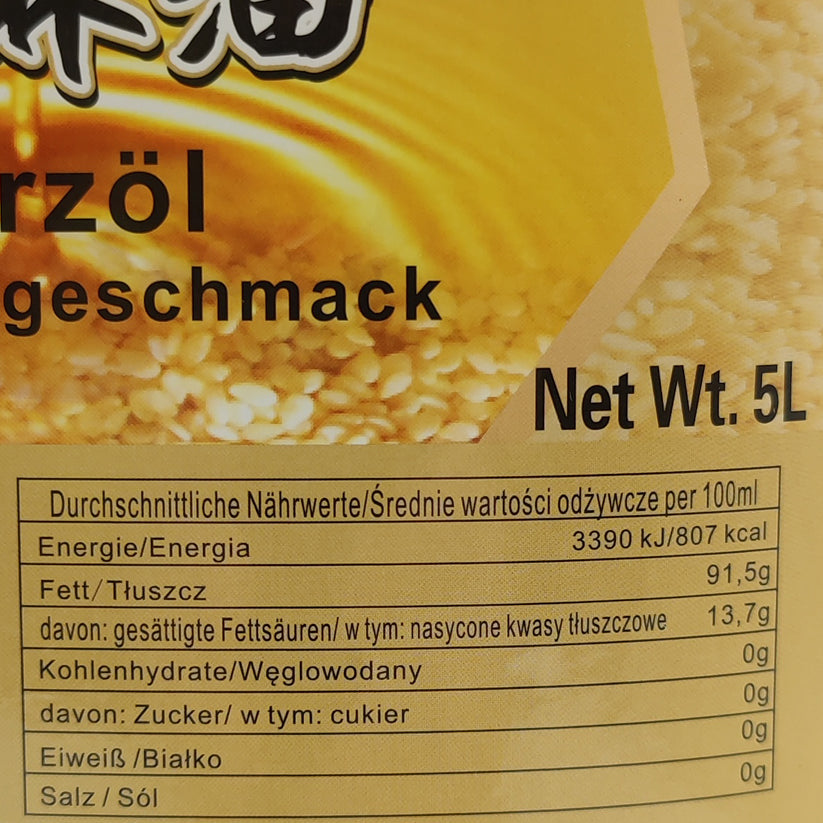 麻油
rzöl
geschmack
Net Wt. 5L
Durchschnittliche Nährwerte/Średnie wartości odżywcze per 100ml
Energie/Energia 3390 kJ/807 kcal
Fett/Tłuszcz 91,5g
davon: gesättigte Fettsäuren/ w tym: nasycone kwasy tłuszczowe 13,7g
Kohlenhydrate/Węglowodany 0g
davon: Zucker/ w tym: cukier 0g
Eiweiß /Białko 0g
Salz / Sól 0g